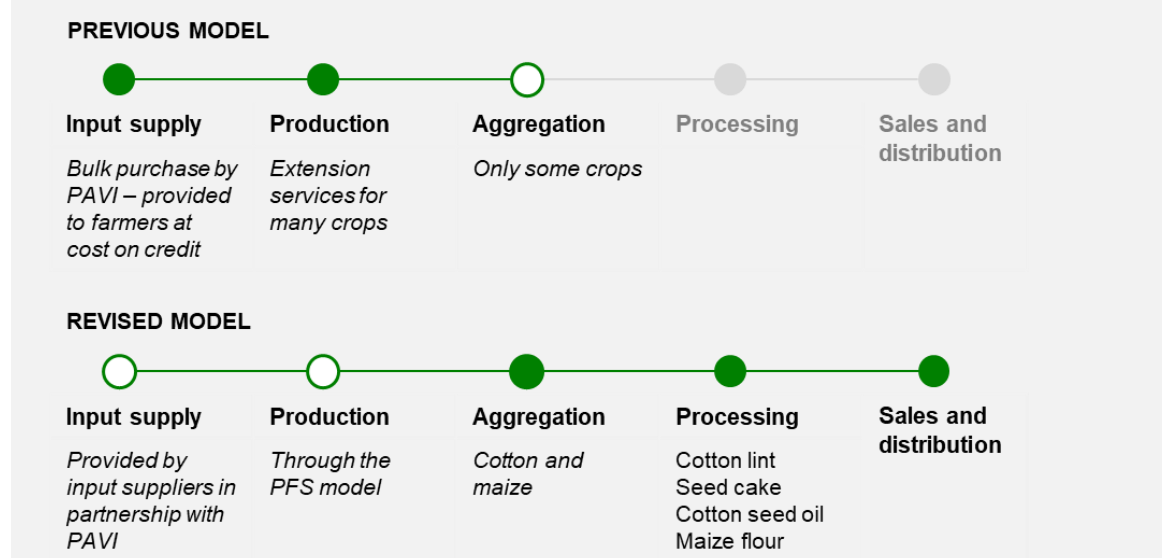 PREVIOUS MODEL
Input supply
Bulk purchase by
PAVI – provided
to farmers at
cost on credit
Production
Extension
services for
many crops
Aggregation
Only some crops
Processing
Sales and
distribution
REVISED MODEL
Input supply
Provided by
input suppliers in
partnership with
PAVI
Production
Through the
PFS model
Aggregation
Cotton and
maize
Processing
Cotton lint
Seed cake
Cotton seed oil
Maize flour
Sales and
distribution